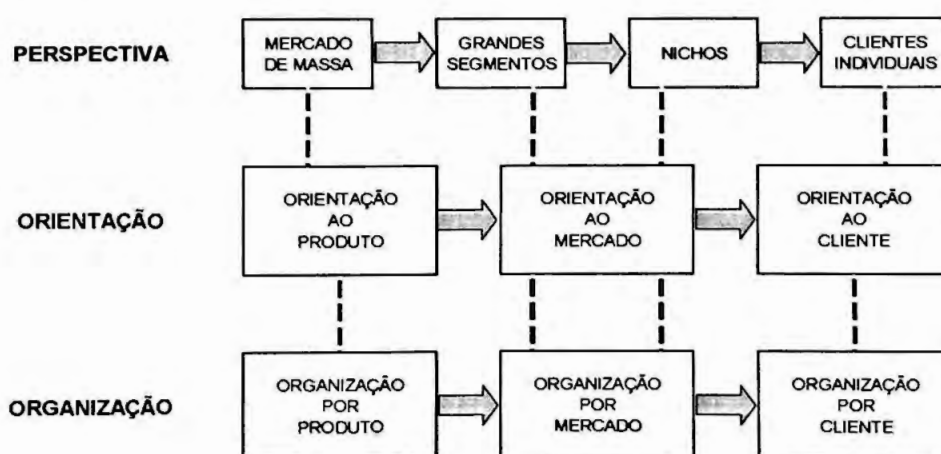 PERSPECTIVA
MERCADO
DE MASSA
GRANDES
SEGMENTOS
NICHOS
CLIENTES
INDIVIDUAIS
ORIENTAÇÃO
ORIENTAÇÃO
AO
PRODUTO
ORIENTAÇÃO
AO
MERCADO
ORIENTAÇÃO
AO
CLIENTE
ORGANIZAÇÃO
ORGANIZAÇÃO
POR
PRODUTO
ORGANIZAÇÃO
POR
MERCADO
ORGANIZAÇÃO
POR
CLIENTE